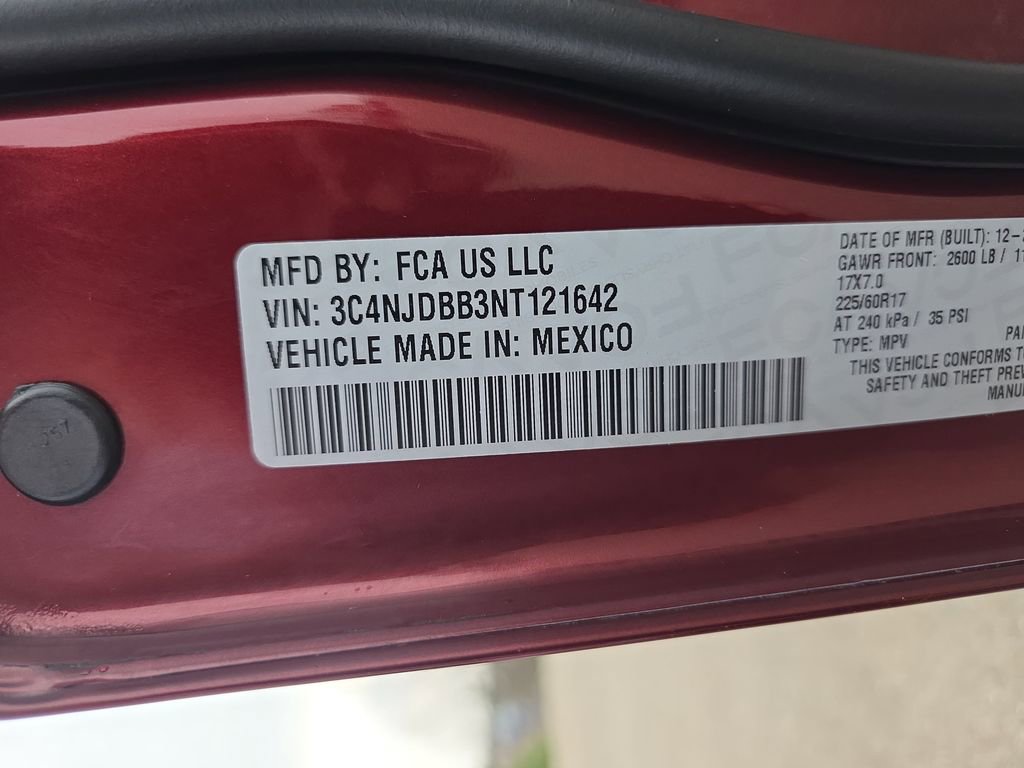 MFD BY: FCA US LLC
VIN: 3C4NJDBB3NT121642
VEHICLE MADE IN: MEXICO
DATE OF MFR (BUILT): 12-
GAWR FRONT: 2600 LB /
17X7.0
225/60R17
AT 240 kPa / 35 PSI
TYPE: MPV
THIS VEHICLE CONFORMS
SAFETY AND THEFT